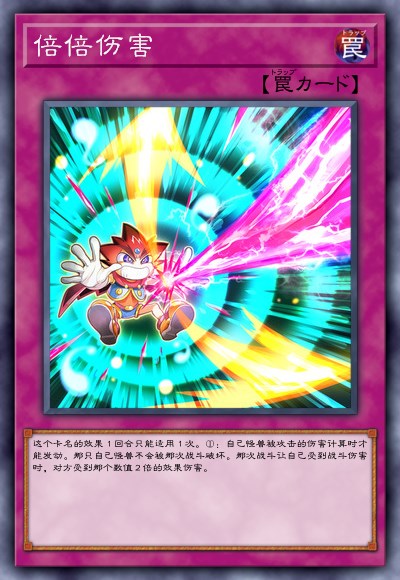 倍倍伤害
トラップ
罠
トラップ
【罠カード】
这个卡名的效果1回合只能适用1次。①：自己怪兽被攻击的伤害计算时才
能发动。那只自己怪兽不会被那次战斗破坏。那次战斗让自己受到战斗伤害
时，对方受到那个数值2倍的效果伤害。